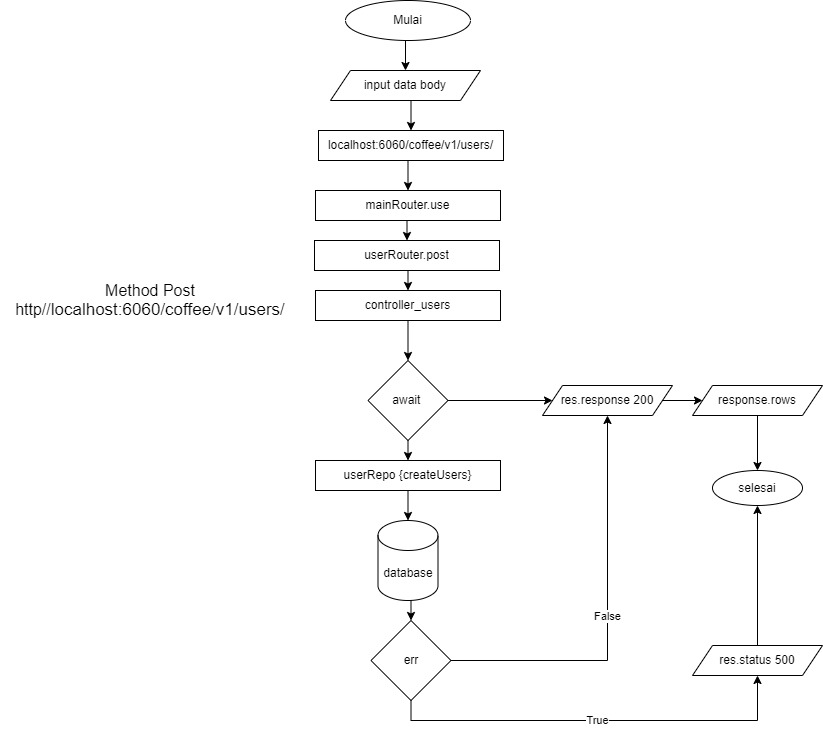 Mulai
input data body
localhost:6060/coffee/v1/users/
mainRouter.use
userRouter.post
Method Post
http//localhost:6060/coffee/v1/users/
controller_users
await
res.response 200
response.rows
userRepo {createUsers}
selesai
database
False
err
res.status 500
True